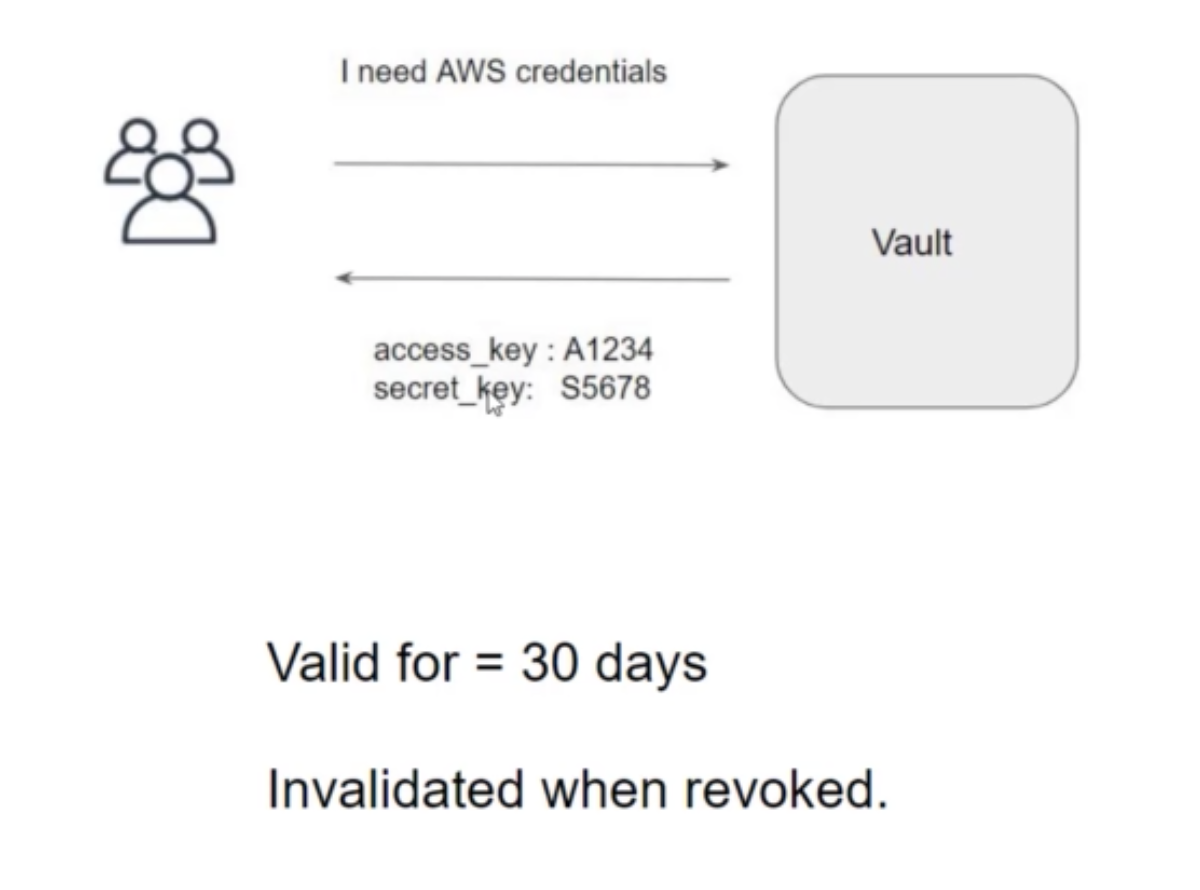 I need AWS credentials
Vault
access_key : A1234
secret_key: S5678
Valid for = 30 days
Invalidated when revoked.